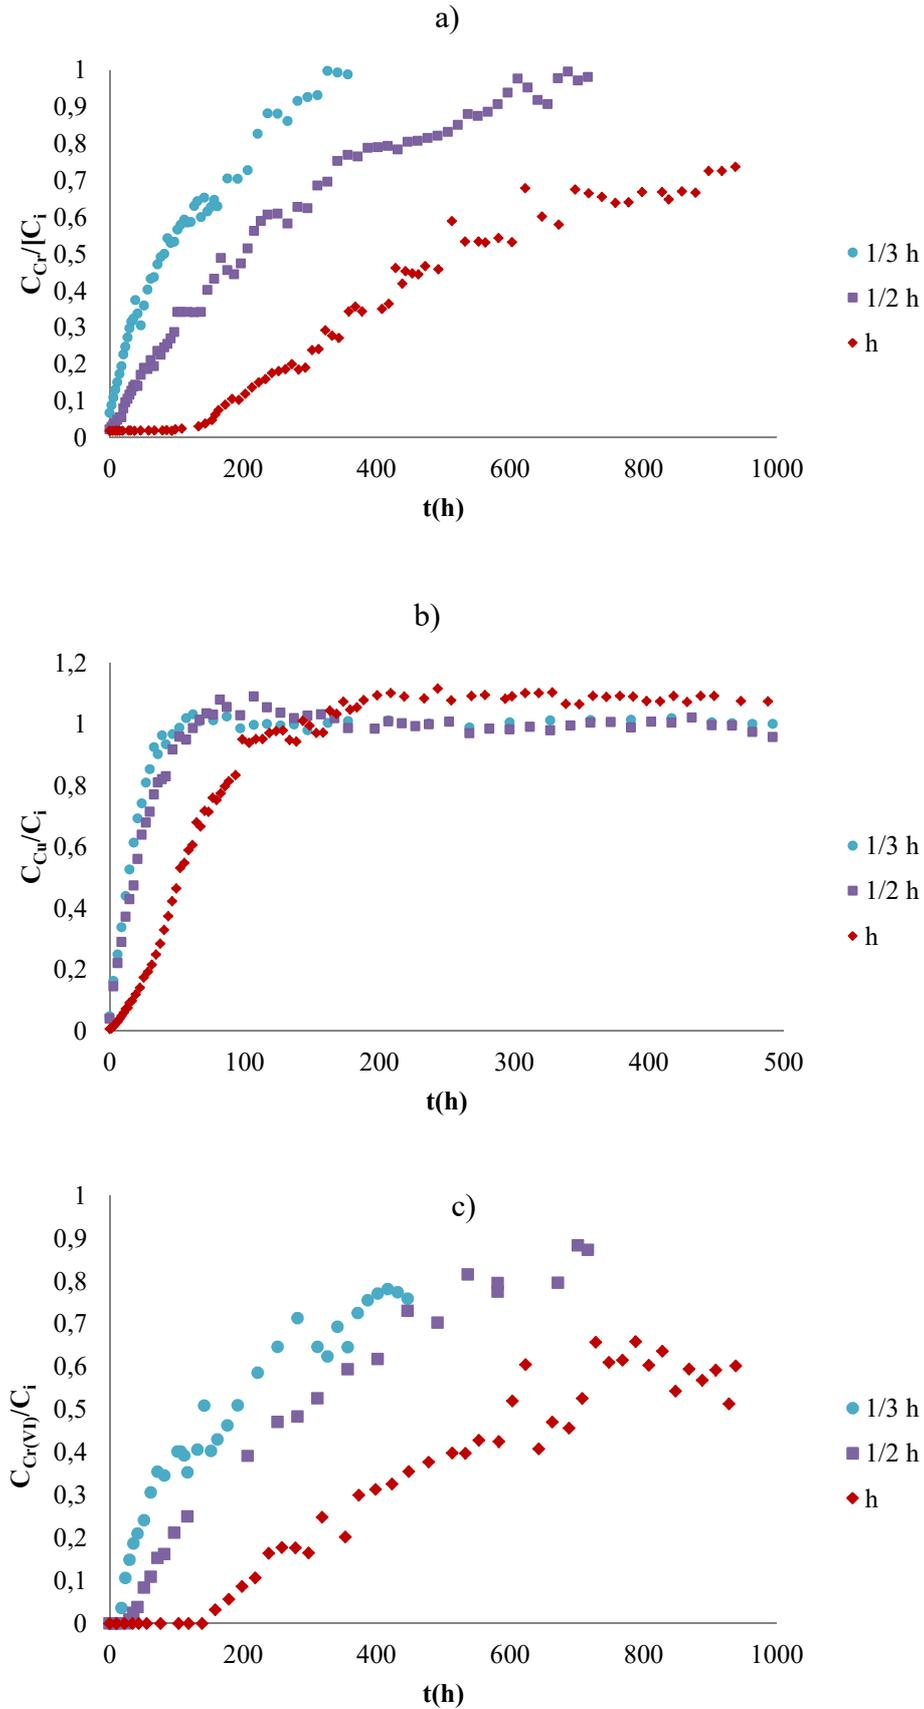 a)
1
0,9
0,8
0,7
0,6
0,5
0,4
0,3
0,2
0,1
0
C_Cr/[C_i
0 200 400 600 800 1000
t(h)
1/3 h
1/2 h
h
b)
1,2
1
0,8
0,6
0,4
0,2
0
C_Cu/C_i
0 100 200 300 400 500
t(h)
1/3 h
1/2 h
h
c)
1
0,9
0,8
0,7
0,6
0,5
0,4
0,3
0,2
0,1
0
C_Cr(VI)/C_i
0 200 400 600 800 1000
t(h)
1/3 h
1/2 h
h